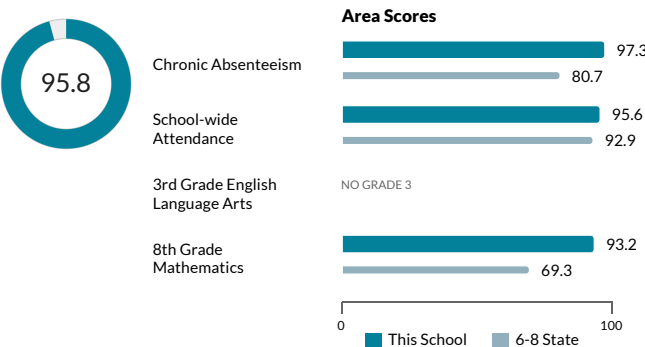 Area Scores
95.8
Chronic Absenteeism
97.3
80.7
School-wide
Attendance
95.6
92.9
3rd Grade English
Language Arts
NO GRADE 3
8th Grade
Mathematics
93.2
69.3
0
100
This School
6-8 State